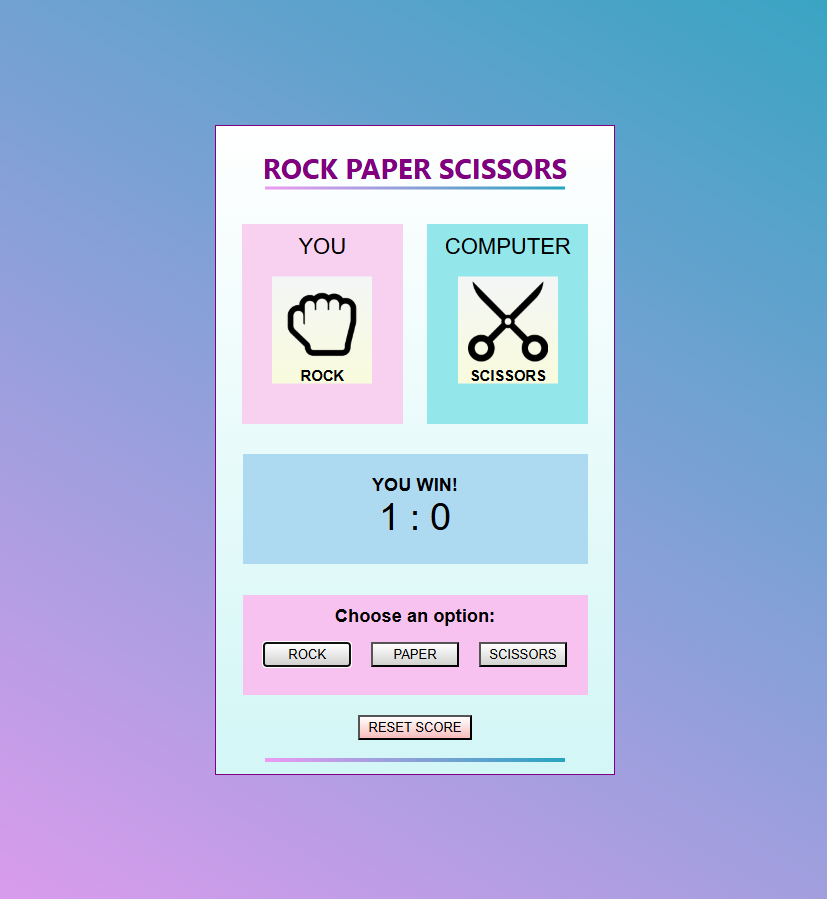 ROCK PAPER SCISSORS
YOU
COMPUTER
ROCK
SCISSORS
YOU WIN!
1 : 0
Choose an option:
ROCK
PAPER
SCISSORS
RESET SCORE